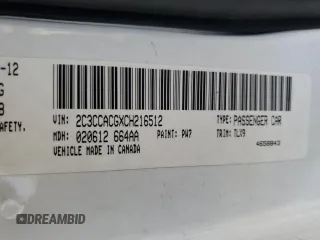 -12
G
B
AFETY.
VIN: 2C3CCACGXCH216512 TYPE: PASSENGER CAR
MDH: 020612 664AA PAINT: PW7 TRIM: TLX9
VEHICLE MADE IN CANADA 4658843
© DREAMBID